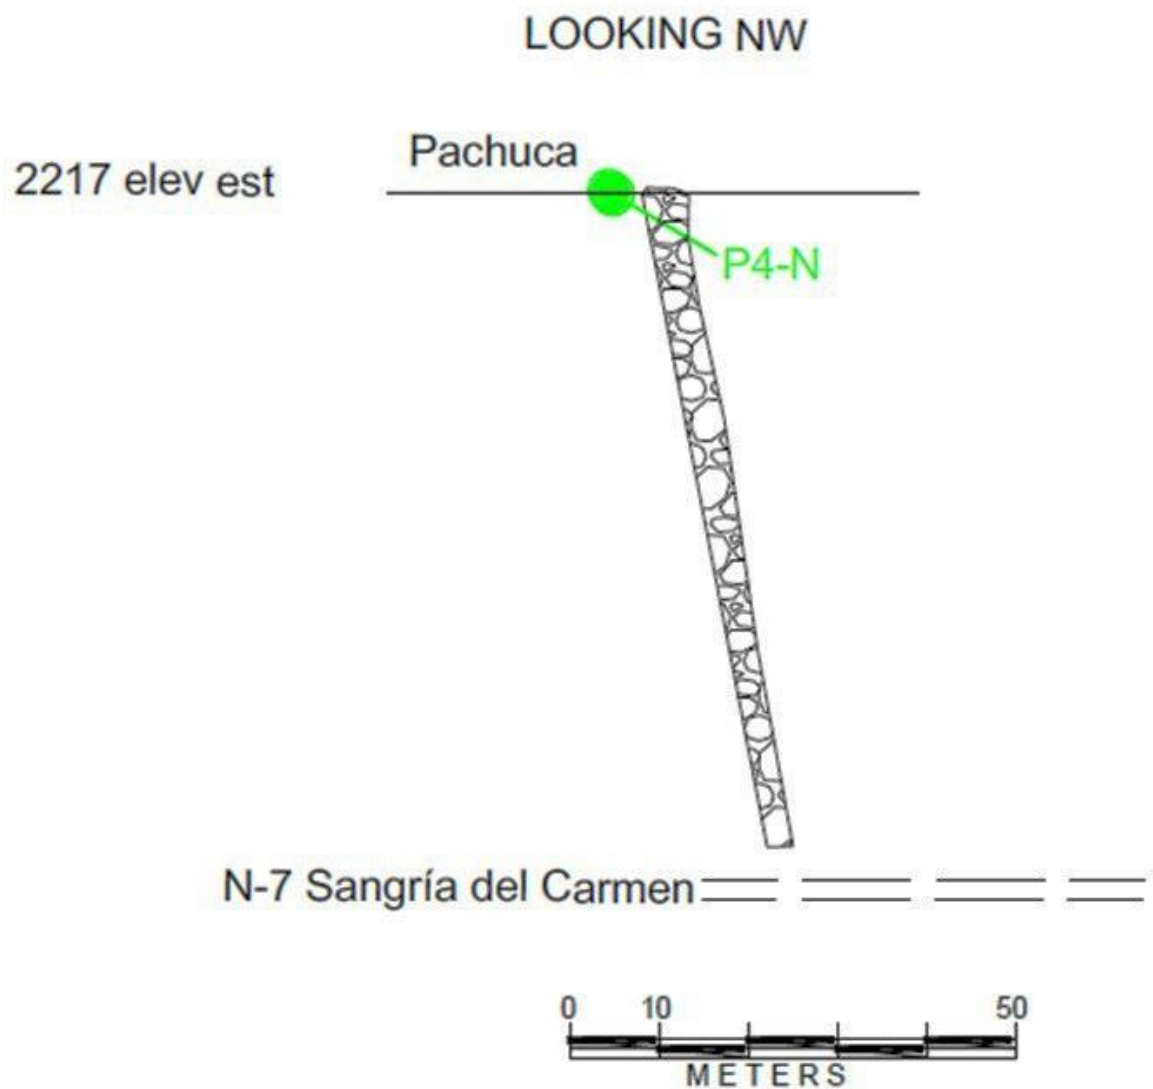 LOOKING NW
Pachuca
2217 elev est
P4-N
N-7 Sangría del Carmen
0 10 50
METERS